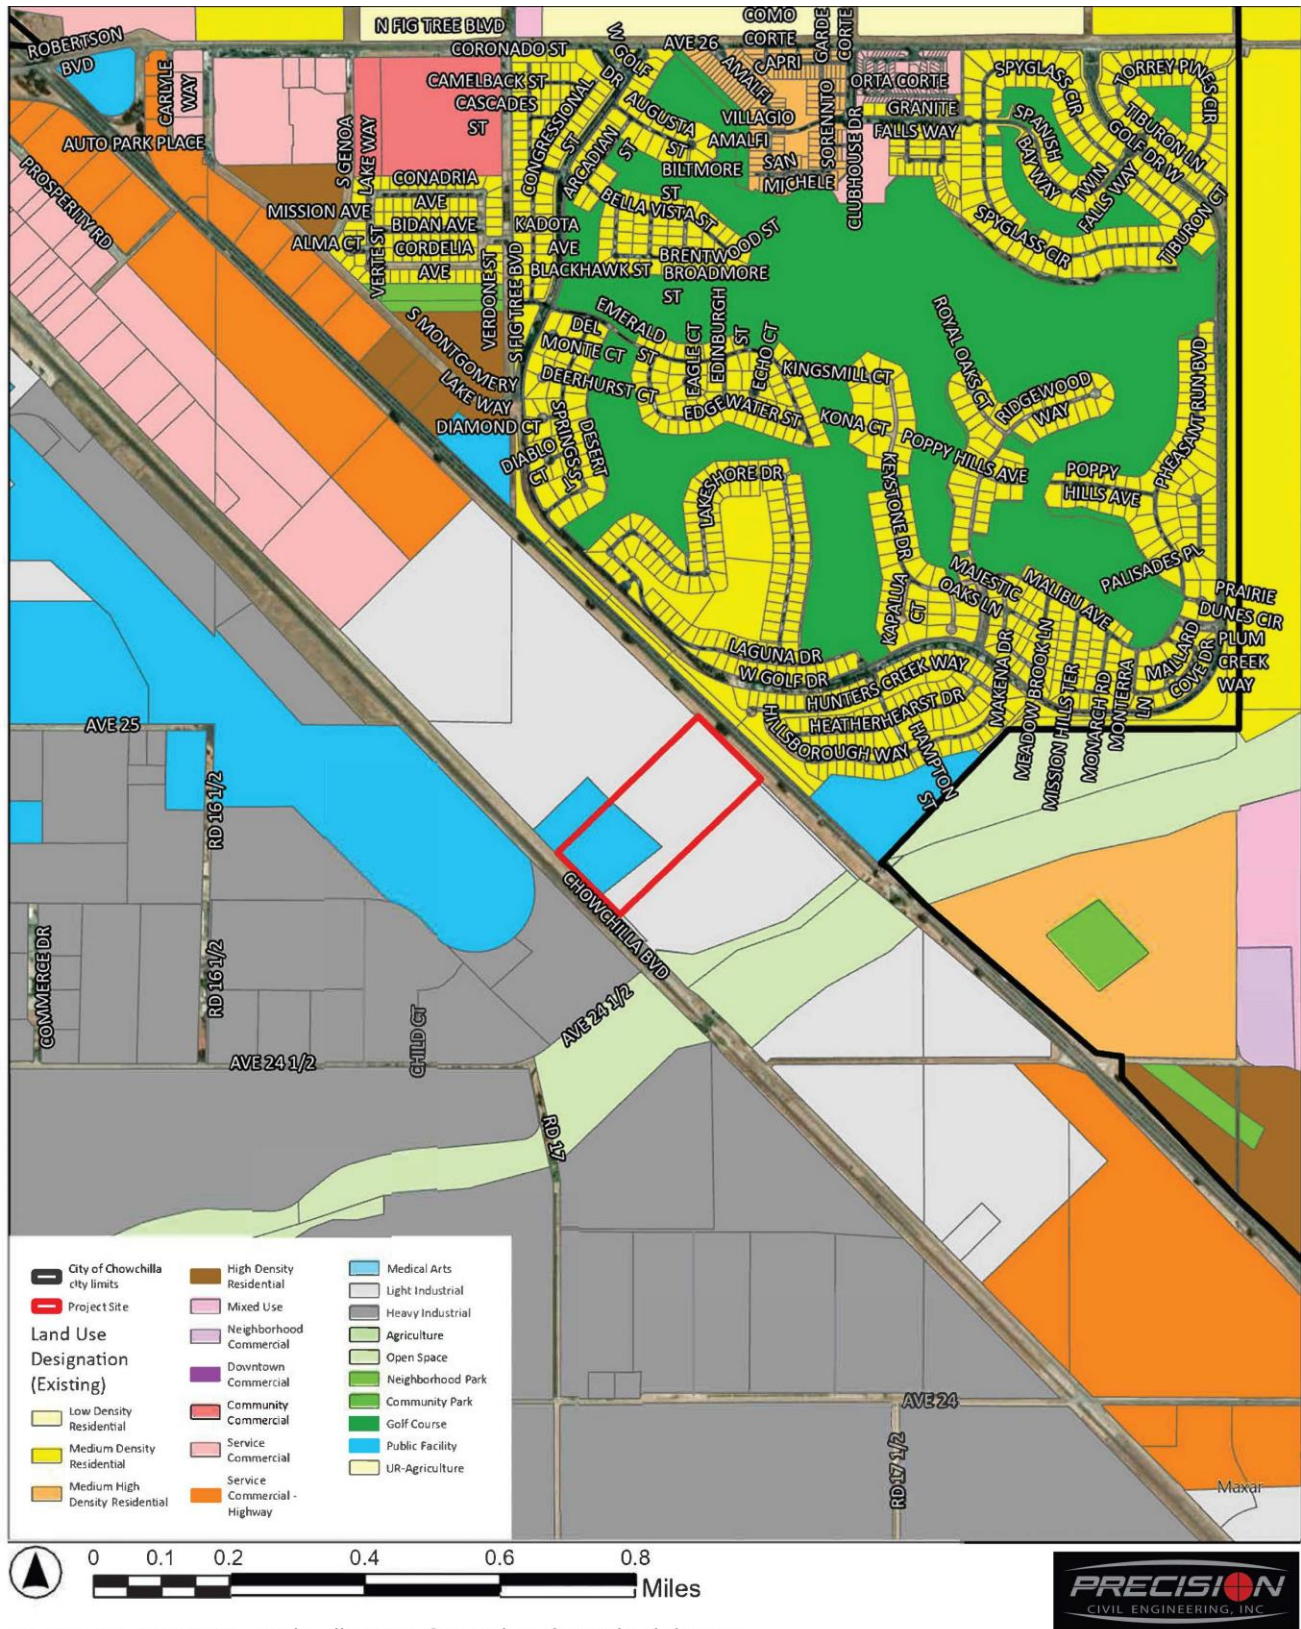 N FIG TREE BLVD
COMO
CORTE
GARDE
CORTE
ROBERTSON
BVD
CORONADO ST
W GOLF
DR
AVE 26
CAPRI
AMALFI
CARLYLE
WAY
CAMELBACK ST
CASCADES
ST
CONGRESSIONAL
ST
AUGUSTA
ST
ORTA CORTE
SPYGLASS CIR
TORREY PINES CIR
AUTO PARK PLACE
S GENOA
LAKE WAY
ARCADIAN
ST
VILLAGIO
AMALFI
SORRENTO
CLUBHOUSE DR
GRANITE
FALLS WAY
SPANISH
BAY WAY
TIBURON LN
GOLF DR W
TWIN
FALLS WAY
TIBURON CT
SAN
MICHELE
BILTMORE
ST
CONADRIA
AVE
PROSPERITY RD
MISSION AVE
BIDAN AVE
ALMA CT
VERTE ST
CORDELIA
AVE
VERDONE ST
S FIG TREE BVD
KADOTA
AVE
BELLA VISTA ST
BRENTWOOD ST
BLACKHAWK ST
BROADMORE
ST
SPYGLASS CIR
S MONTGOMERY
LAKE WAY
DEL
MONTE CT
EMERALD
ST
EAGLE CT
EDINBURGH
ST
ECHO CT
KINGSMILL CT
ROYAL OAKS CT
RIDGEWOOD
WAY
PHEASANT RUN BVD
DEERHURST CT
EDGEWATER ST
KONA CT
DIAMOND CT
DIABLO
CT
DESERT
SPRINGS ST
POPPY HILLS AVE
POPPY
HILLS AVE
LAKESHORE DR
KEYSTONE DR
KAPALUA
CT
MAJESTIC
OAKS LN
MALIBU AVE
PALISADES PL
PRAIRIE
DUNES CIR
PLUM
CREEK WAY
MALLARD
COVE DR
LAGUNA DR
W GOLF DR
HUNTERS CREEK WAY
HEATHERHEARST DR
HILLSBOROUGH WAY
HAMPTON
ST
MAKENA DR
MEADOW BROOK LN
MISSION HILLS TER
MONARCH RD
MONTERRA
LN
AVE 25
RD 16 1/2
RD 16 1/2
COMMERCE DR
CHOWCHILLA BVD
AVE 24 1/2
AVE 24 1/2
CHILD CT
RD 17
AVE 24
RD 17 1/2
Maxar
City of Chowchilla
city limits
Project Site
Land Use
Designation
(Existing)
Low Density
Residential
Medium Density
Residential
Medium High
Density Residential
High Density
Residential
Mixed Use
Neighborhood
Commercial
Downtown
Commercial
Community
Commercial
Service
Commercial
Service
Commercial -
Highway
Medical Arts
Light Industrial
Heavy Industrial
Agriculture
Open Space
Neighborhood Park
Community Park
Golf Course
Public Facility
UR-Agriculture
0 0.1 0.2 0.4 0.6 0.8
Miles
PRECISION
CIVIL ENGINEERING, INC